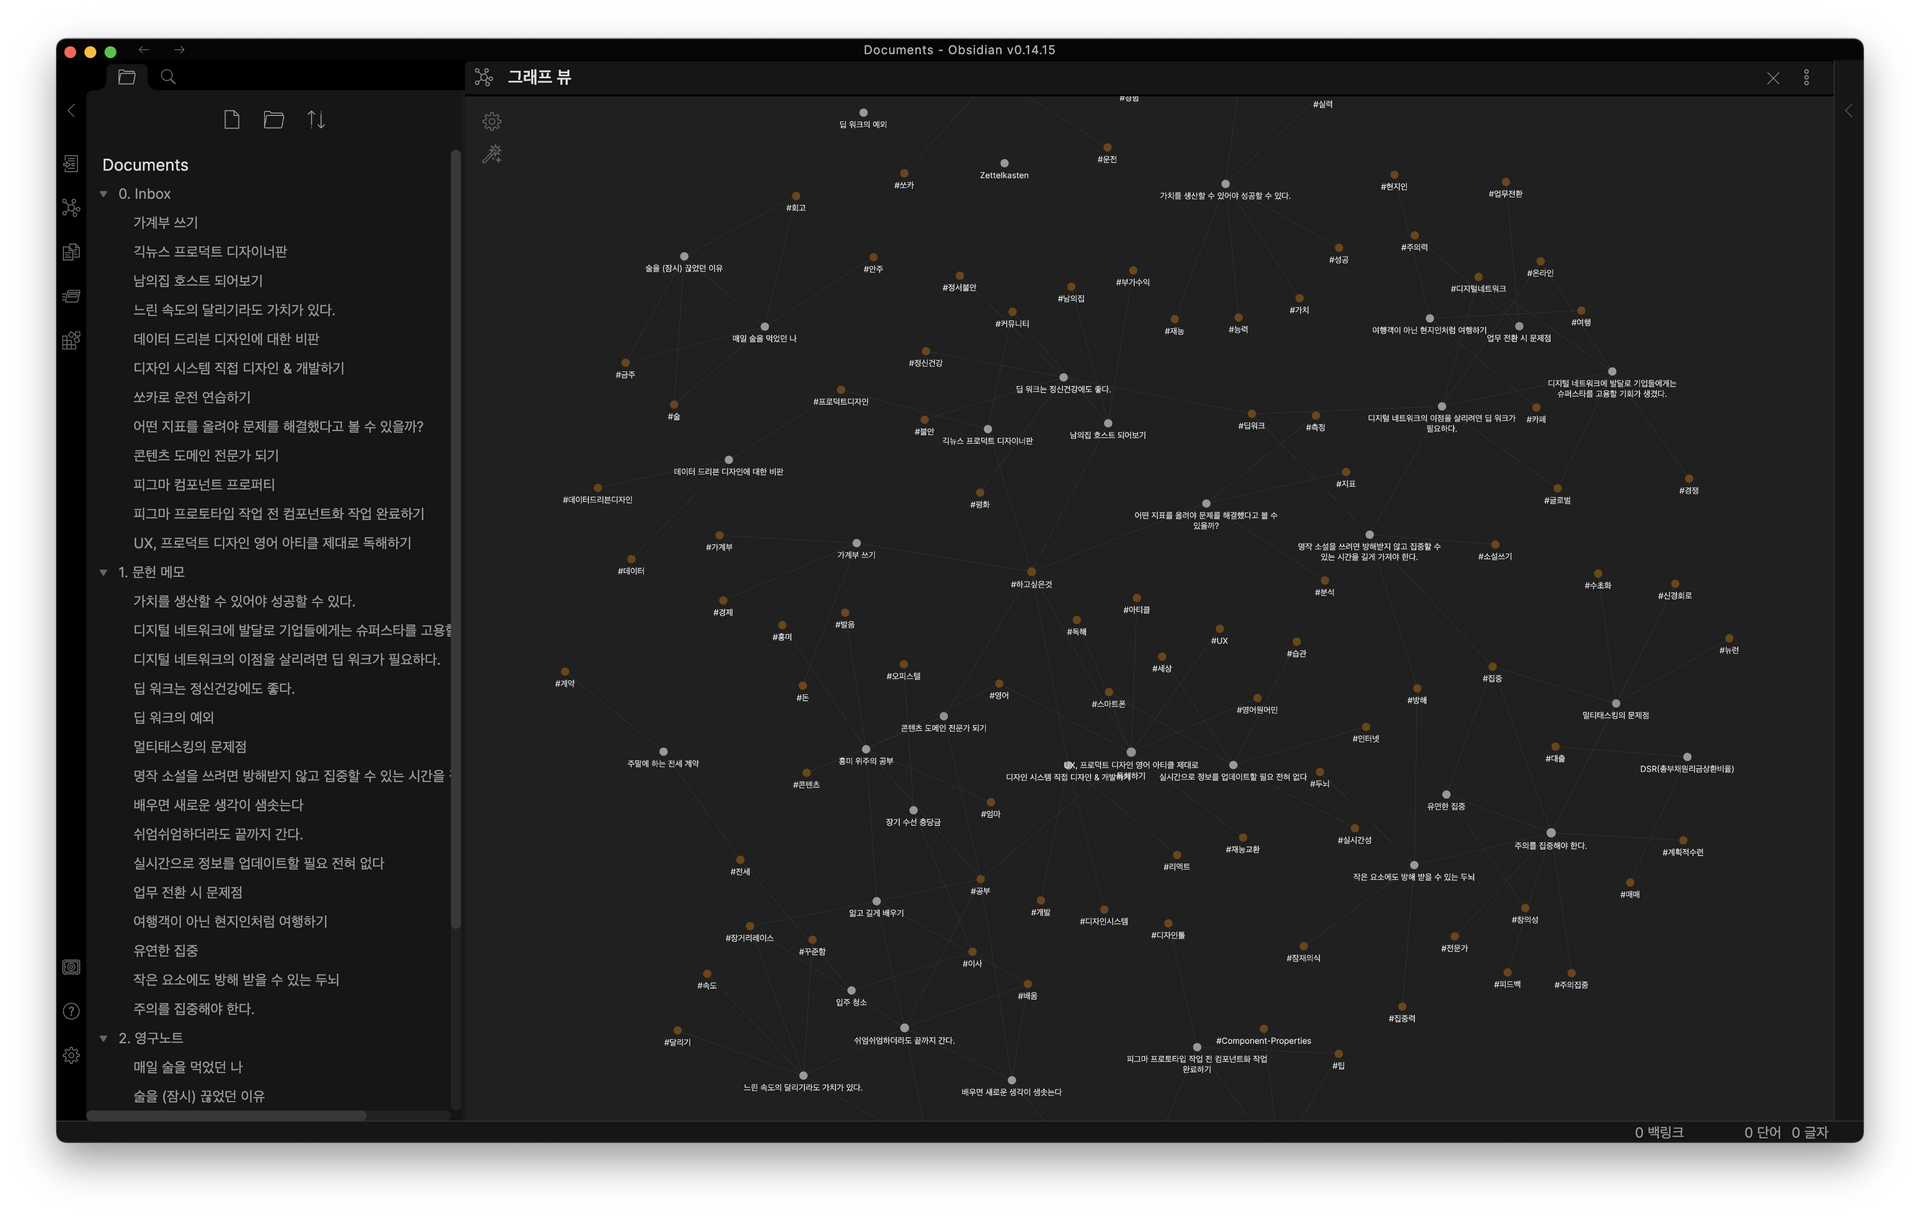 Documents - Obsidian v0.14.15
그래프 뷰
Documents
0. Inbox
가계부 쓰기
긱뉴스 프로덕트 디자이너판
남의집 호스트 되어보기
느린 속도의 달리기라도 가치가 있다.
데이터 드리븐 디자인에 대한 비판
디자인 시스템 직접 디자인 & 개발하기
쏘카로 운전 연습하기
어떤 지표를 올려야 문제를 해결했다고 볼 수 있을까?
콘텐츠 도메인 전문가 되기
피그마 컴포넌트 프로퍼티
피그마 프로토타입 작업 전 컴포넌트화 작업 완료하기
UX, 프로덕트 디자인 영어 아티클 제대로 독해하기
1. 문헌 메모
가치를 생산할 수 있어야 성공할 수 있다.
디지털 네트워크에 발달로 기업들에게는 슈퍼스타를 고용할
디지털 네트워크의 이점을 살리려면 딥 워크가 필요하다.
딥 워크는 정신건강에도 좋다.
딥 워크의 예외
멀티태스킹의 문제점
명작 소설을 쓰려면 방해받지 않고 집중할 수 있는 시간을
배우면 새로운 생각이 샘솟는다
쉬엄쉬엄하더라도 끝까지 간다.
실시간으로 정보를 업데이트할 필요 전혀 없다
업무 전환 시 문제점
여행객이 아닌 현지인처럼 여행하기
유연한 집중
작은 요소에도 방해 받을 수 있는 두뇌
주의를 집중해야 한다.
2. 영구노트
매일 술을 먹었던 나
술을 (잠시) 끊었던 이유
#경험
#실력
딥 워크의 예외
#운전
Zettelkasten
#쏘카
#현지인
#업무전환
가치를 생산할 수 있어야 성공할 수 있다.
#회고
#주의력
#성공
술을 (잠시) 끊었던 이유
#안주
#온라인
#부가수익
#정서불안
#남의집
#디지털네트워크
#가치
#커뮤니티
#재능
#능력
여행객이 아닌 현지인처럼 여행하기
#여행
매일 술을 먹었던 나
업무 전환 시 문제점
#정신건강
#금주
딥 워크는 정신건강에도 좋다.
디지털 네트워크에 발달로 기업들에게는
슈퍼스타를 고용할 기회가 생겼다.
#프로덕트디자인
#술
#불안
긱뉴스 프로덕트 디자이너판
남의집 호스트 되어보기
#딥워크
#측정
디지털 네트워크의 이점을 살리려면 딥 워크가
필요하다.
#카페
데이터 드리븐 디자인에 대한 비판
#지표
#데이터드리븐디자인
#평화
#글로벌
#경쟁
어떤 지표를 올려야 문제를 해결했다고 볼 수
있을까?
#가계부
가계부 쓰기
명작 소설을 쓰려면 방해받지 않고 집중할 수
있는 시간을 길게 가져야 한다.
#소설쓰기
#데이터
#하고싶은것
#분석
#수초화
#신경회로
#경제
#발음
#아티클
#흥미
#독해
#UX
#습관
#뉴런
#세상
#계약
#오피스텔
#집중
#돈
#영어
#스마트폰
#영어원어민
#방해
콘텐츠 도메인 전문가 되기
멀티태스킹의 문제점
#인터넷
주말에 하는 전세 계약
흥미 위주의 공부
#대출
DSR(총부채원리금상환비율)
UX, 프로덕트 디자인 영어 아티클 제대로
독해하기
디자인 시스템 직접 디자인 & 개발하기
실시간으로 정보를 업데이트할 필요 전혀 없다
#콘텐츠
#두뇌
유연한 집중
#엄마
장기 수선 충당금
#실시간성
#재능교환
주의를 집중해야 한다.
#계획적수련
#전세
#리액트
작은 요소에도 방해 받을 수 있는 두뇌
#공부
#매매
얇고 길게 배우기
#개발
#디자인시스템
#창의성
#장거리레이스
#디자인툴
#꾸준함
#전문가
#이사
#잠재의식
#속도
#배움
#피드백
#주의집중
입주 청소
#집중력
#달리기
쉬엄쉬엄하더라도 끝까지 간다.
#Component-Properties
피그마 프로토타입 작업 전 컴포넌트화 작업
완료하기
#팁
느린 속도의 달리기라도 가치가 있다.
배우면 새로운 생각이 샘솟는다
0 백링크
0 단어
0 글자